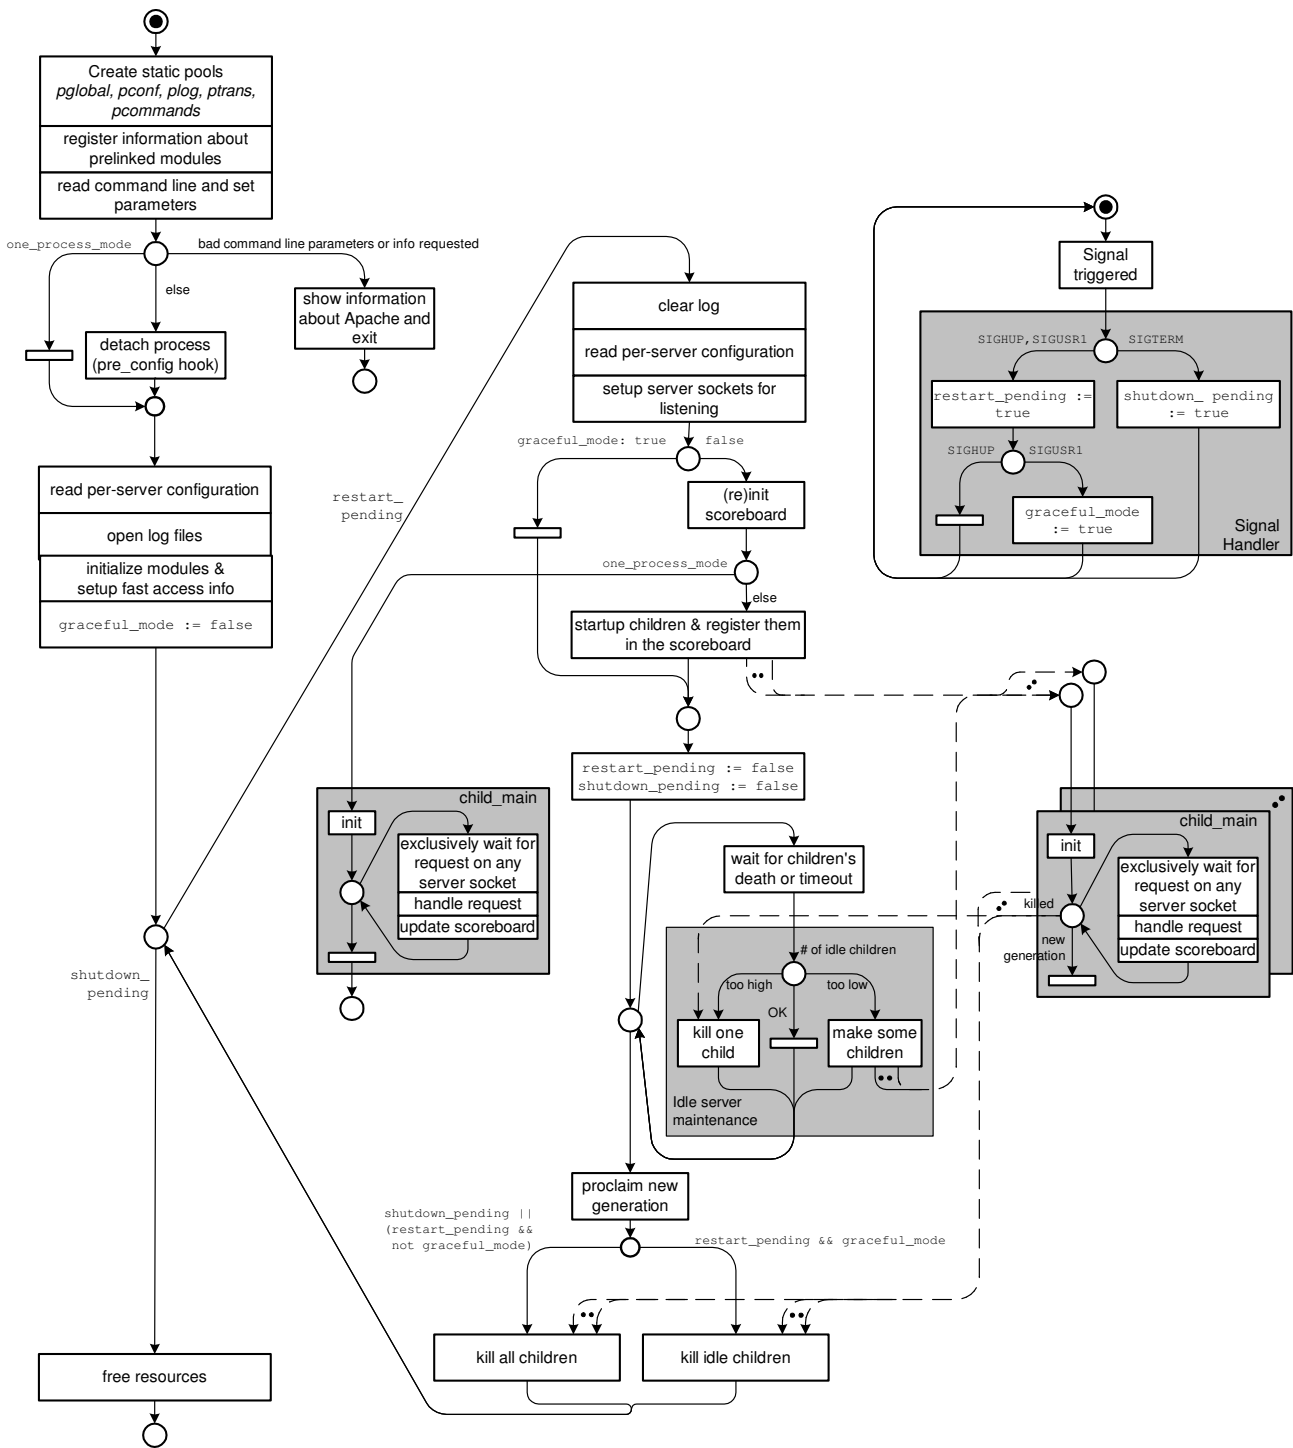 Create static pools
pglobal, pconf, plog, ptrans,
pcommands
register information about
prelinked modules
read command line and set
parameters
one_process_mode
bad command line parameters or info requested
else
show information
about Apache and
exit
detach process
(pre_config hook)
read per-server configuration
open log files
initialize modules &
setup fast access info
graceful_mode := false
restart_
pending
shutdown_
pending
free resources
clear log
read per-server configuration
setup server sockets for
listening
graceful_mode: true
false
(re)init
scoreboard
one_process_mode
else
startup children & register them
in the scoreboard
restart_pending := false
shutdown_pending := false
child_main
init
exclusively wait for
request on any
server socket
handle request
update scoreboard
wait for children's
death or timeout
# of idle children
too high
too low
OK
kill one
child
make some
children
Idle server
maintenance
proclaim new
generation
shutdown_pending ||
(restart_pending &&
not graceful_mode)
restart_pending && graceful_mode
kill all children
kill idle children
Signal
triggered
SIGHUP,SIGUSR1
SIGTERM
restart_pending :=
true
shutdown_ pending
:= true
SIGHUP
SIGUSR1
graceful_mode
:= true
Signal
Handler
child_main
init
exclusively wait for
request on any
server socket
handle request
update scoreboard
killed
new
generation